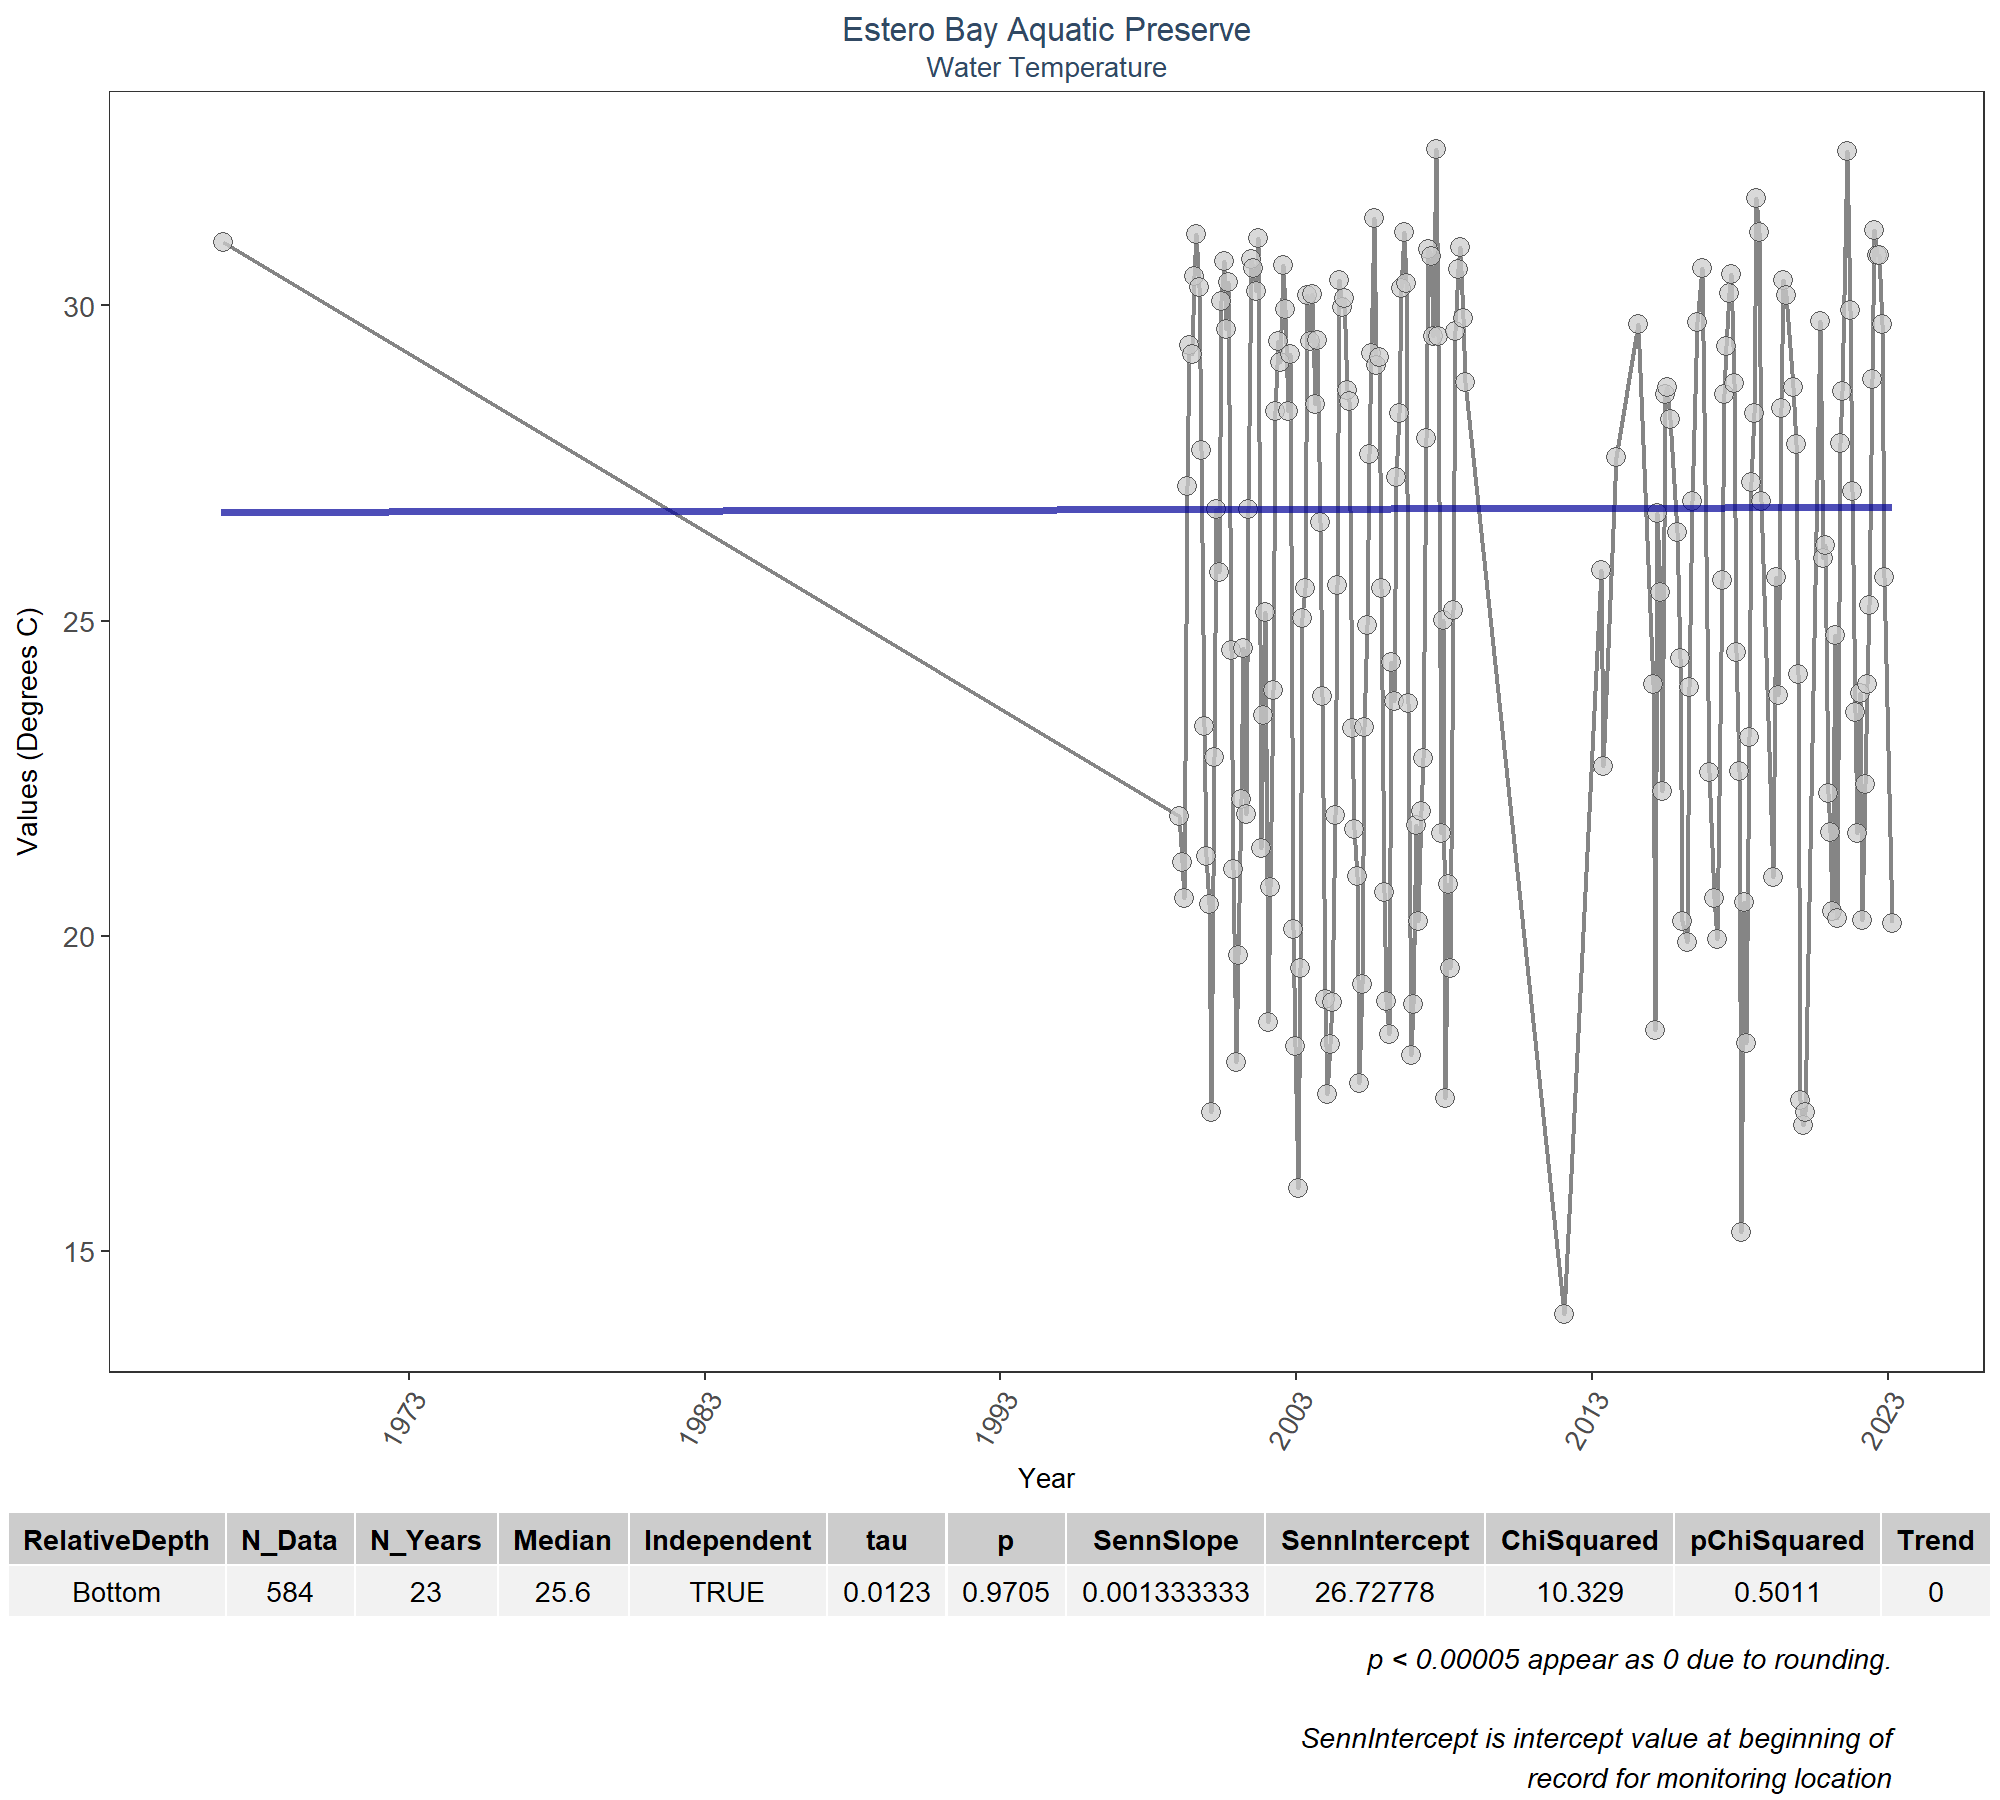 Estero Bay Aquatic Preserve
Water Temperature
Values (Degrees C)
30
25
20
15
1973
1983
1993
2003
2013
2023
Year
RelativeDepth N_Data N_Years Median Independent tau p SennSlope SennIntercept ChiSquared pChiSquared Trend
Bottom 584 23 25.6 TRUE 0.0123 0.9705 0.001333333 26.72778 10.329 0.5011 0
p < 0.00005 appear as 0 due to rounding.
SennIntercept is intercept value at beginning of
record for monitoring location